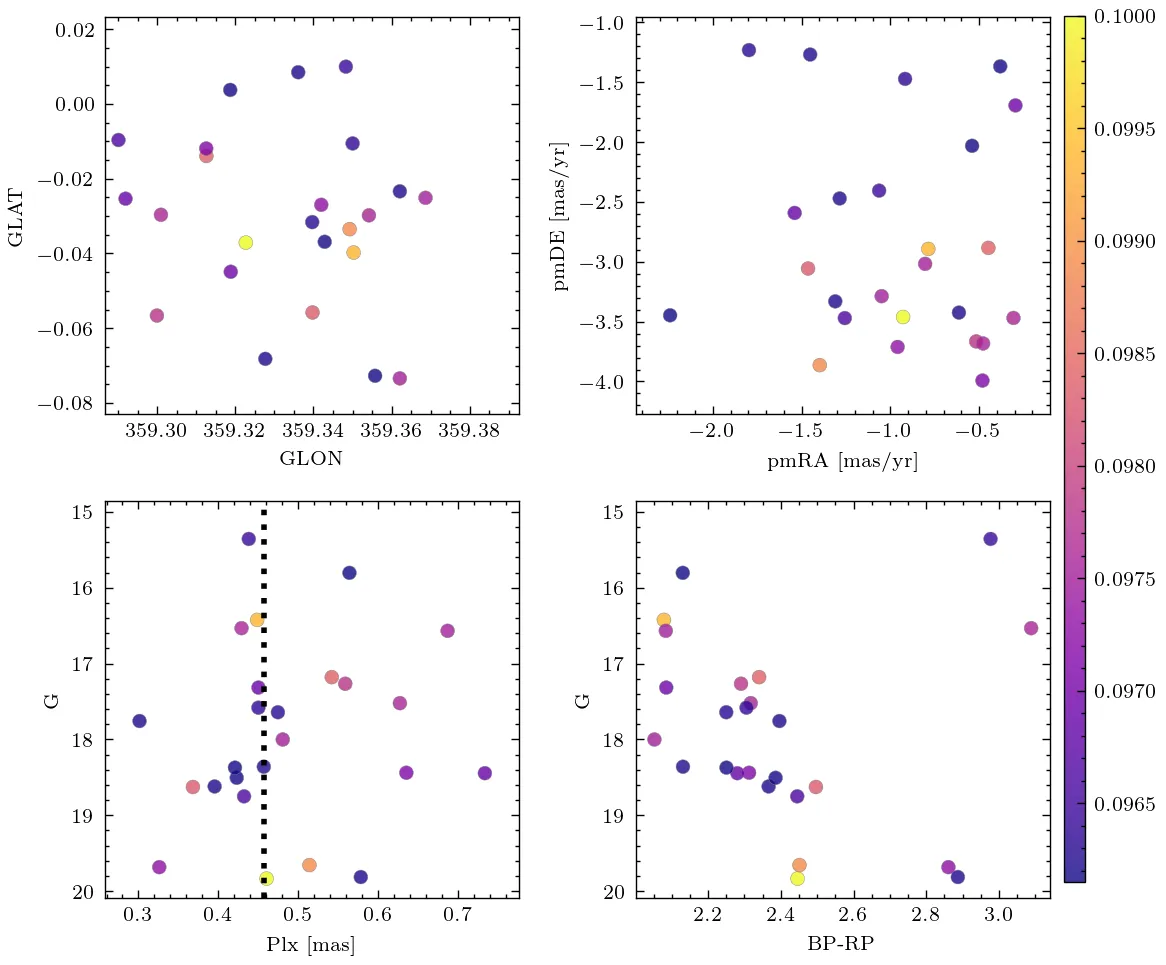 0.02
0.00
−0.02
−0.04
−0.06
−0.08
GLAT
359.30 359.32 359.34 359.36 359.38
GLON
−1.0
−1.5
−2.0
−2.5
−3.0
−3.5
−4.0
pmDE [mas/yr]
−2.0 −1.5 −1.0 −0.5
pmRA [mas/yr]
15
16
17
18
19
20
G
0.3 0.4 0.5 0.6 0.7
Plx [mas]
15
16
17
18
19
20
G
2.2 2.4 2.6 2.8 3.0
BP-RP
0.1000
0.0995
0.0990
0.0985
0.0980
0.0975
0.0970
0.0965